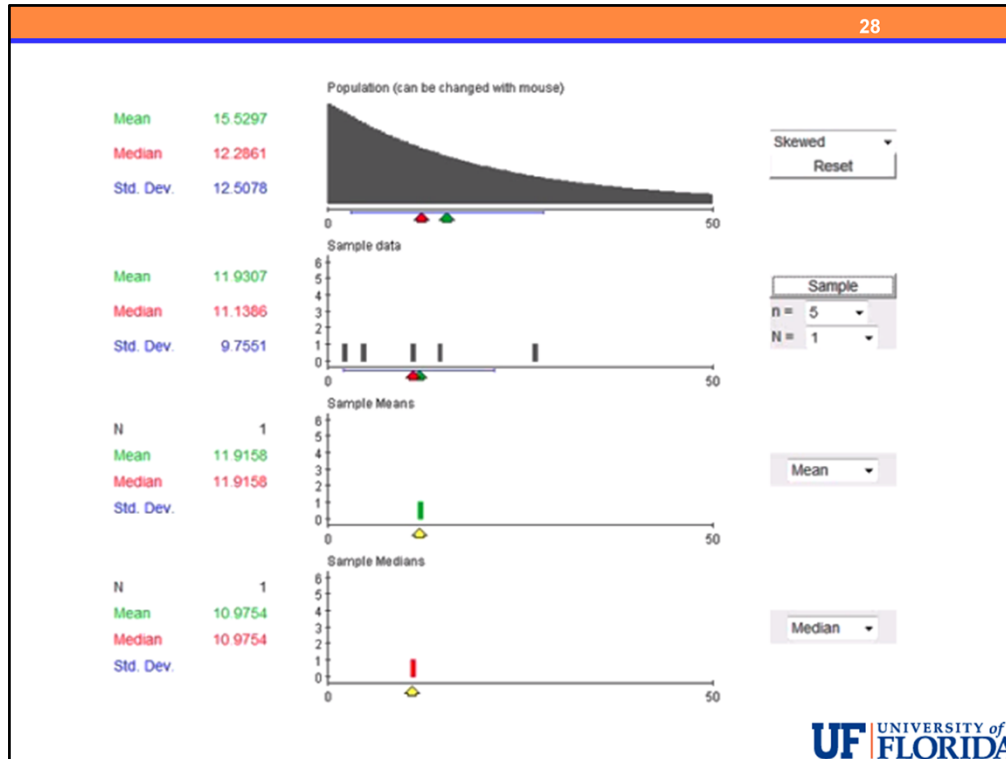 28
Population (can be changed with mouse)
Mean 15.5297
Median 12.2861
Std. Dev. 12.5078
0 50
Skewed
Reset
Sample data
Mean 11.9307
Median 11.1386
Std. Dev. 9.7551
6
5
4
3
2
1
0
0 50
Sample
n = 5
N = 1
Sample Means
N 1
Mean 11.9158
Median 11.9158
Std. Dev.
6
5
4
3
2
1
0
0 50
Mean
Sample Medians
N 1
Mean 10.9754
Median 10.9754
Std. Dev.
6
5
4
3
2
1
0
0 50
Median
UF UNIVERSITY of
FLORIDA